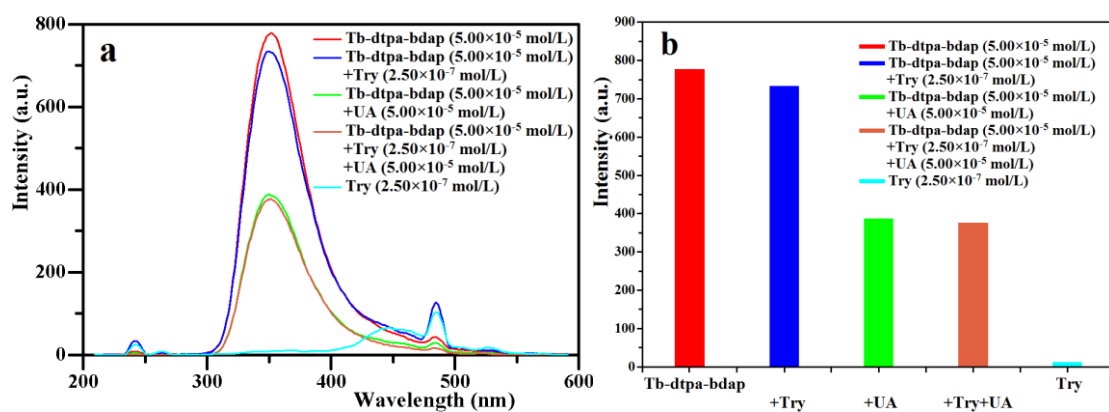 a
Tb-dtpa-bdap (5.00×10⁻⁵ mol/L)
Tb-dtpa-bdap (5.00×10⁻⁵ mol/L)
+Try (2.50×10⁻⁷ mol/L)
Tb-dtpa-bdap (5.00×10⁻⁵ mol/L)
+UA (5.00×10⁻⁵ mol/L)
Tb-dtpa-bdap (5.00×10⁻⁵ mol/L)
+Try (2.50×10⁻⁷ mol/L)
+UA (5.00×10⁻⁵ mol/L)
Try (2.50×10⁻⁷ mol/L)
Intensity (a.u.)
800
600
400
200
0
200 300 400 500 600
Wavelength (nm)
b
Tb-dtpa-bdap (5.00×10⁻⁵ mol/L)
Tb-dtpa-bdap (5.00×10⁻⁵ mol/L)
+Try (2.50×10⁻⁷ mol/L)
Tb-dtpa-bdap (5.00×10⁻⁵ mol/L)
+UA (5.00×10⁻⁵ mol/L)
Tb-dtpa-bdap (5.00×10⁻⁵ mol/L)
+Try (2.50×10⁻⁷ mol/L)
+UA (5.00×10⁻⁵ mol/L)
Try (2.50×10⁻⁷ mol/L)
Intensity (a.u.)
900
800
700
600
500
400
300
200
100
0
Tb-dtpa-bdap
+Try
+UA
+Try+UA
Try